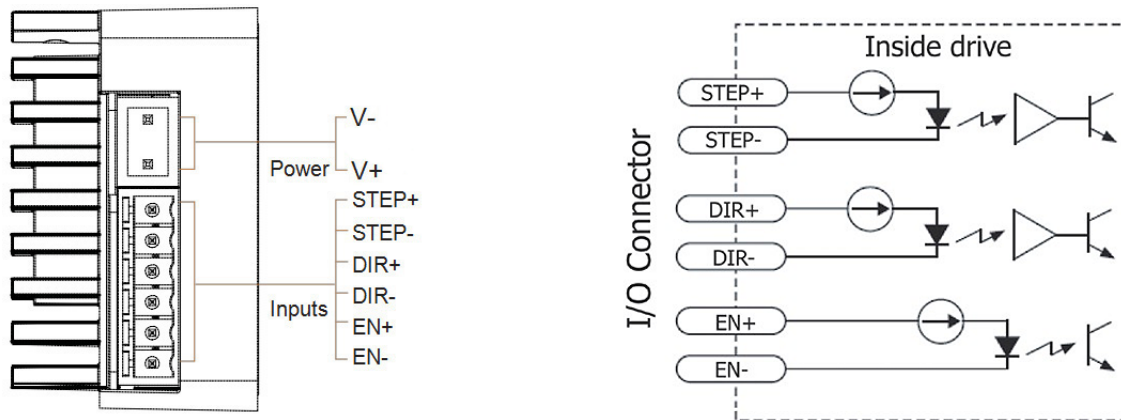 V-
Power
V+
STEP+
STEP-
DIR+
DIR-
Inputs
EN+
EN-
Inside drive
I/O Connector
STEP+
STEP-
DIR+
DIR-
EN+
EN-